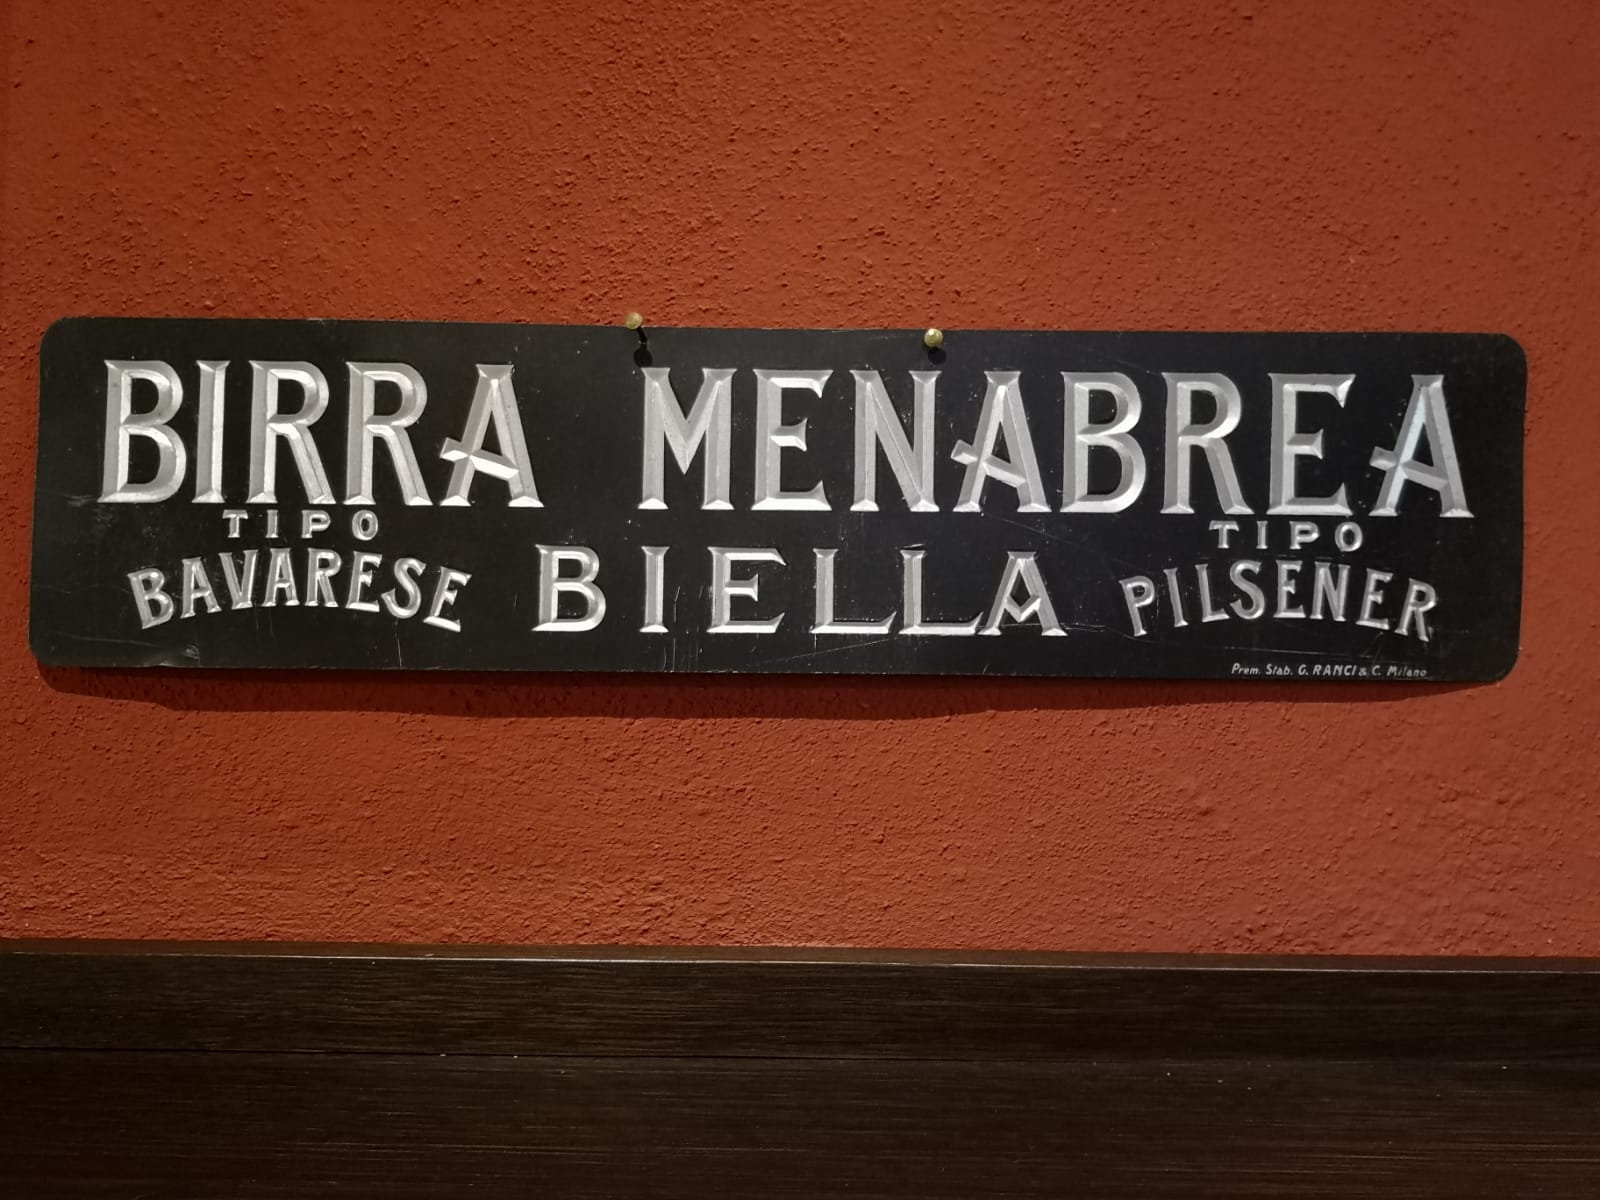 BIRRA MENABREA
TIPO
BAVARESE
BIELLA
TIPO
PILSENER
Prem. Stab. G. RANCI & C. Milano